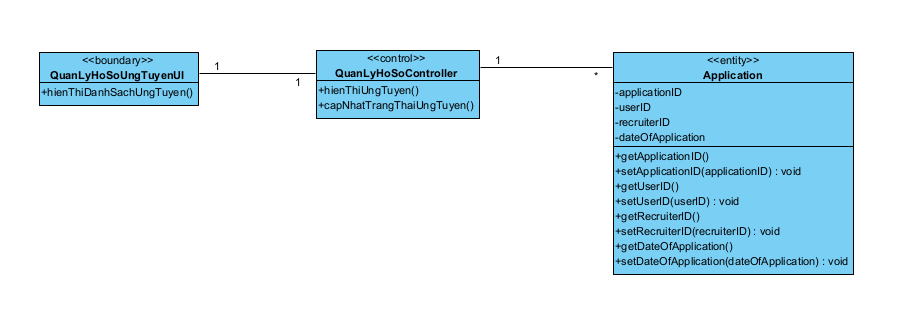 <<boundary>>
QuanLyHoSoUngTuyenUI
+hienThiDanhSachUngTuyen()
1
1
<<control>>
QuanLyHoSoController
+hienThiUngTuyen()
+capNhatTrangThaiUngTuyen()
1
*
<<entity>>
Application
-applicationID
-userID
-recruiterID
-dateOfApplication
+getApplicationID()
+setApplicationID(applicationID) : void
+getUserID()
+setUserID(userID) : void
+getRecruiterID()
+setRecruiterID(recruiterID) : void
+getDateOfApplication()
+setDateOfApplication(dateOfApplication) : void